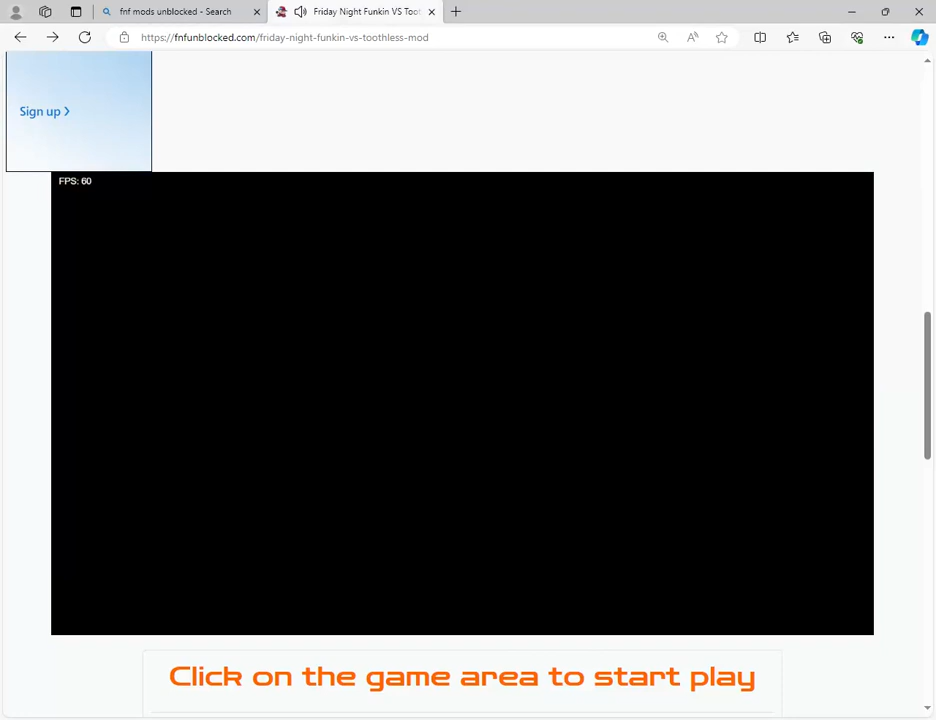 fnf mods unblocked - Search
Friday Night Funkin VS Toot
https://fnfunblocked.com/friday-night-funkin-vs-toothless-mod
Sign up >
FPS: 60
Click on the game area to start play